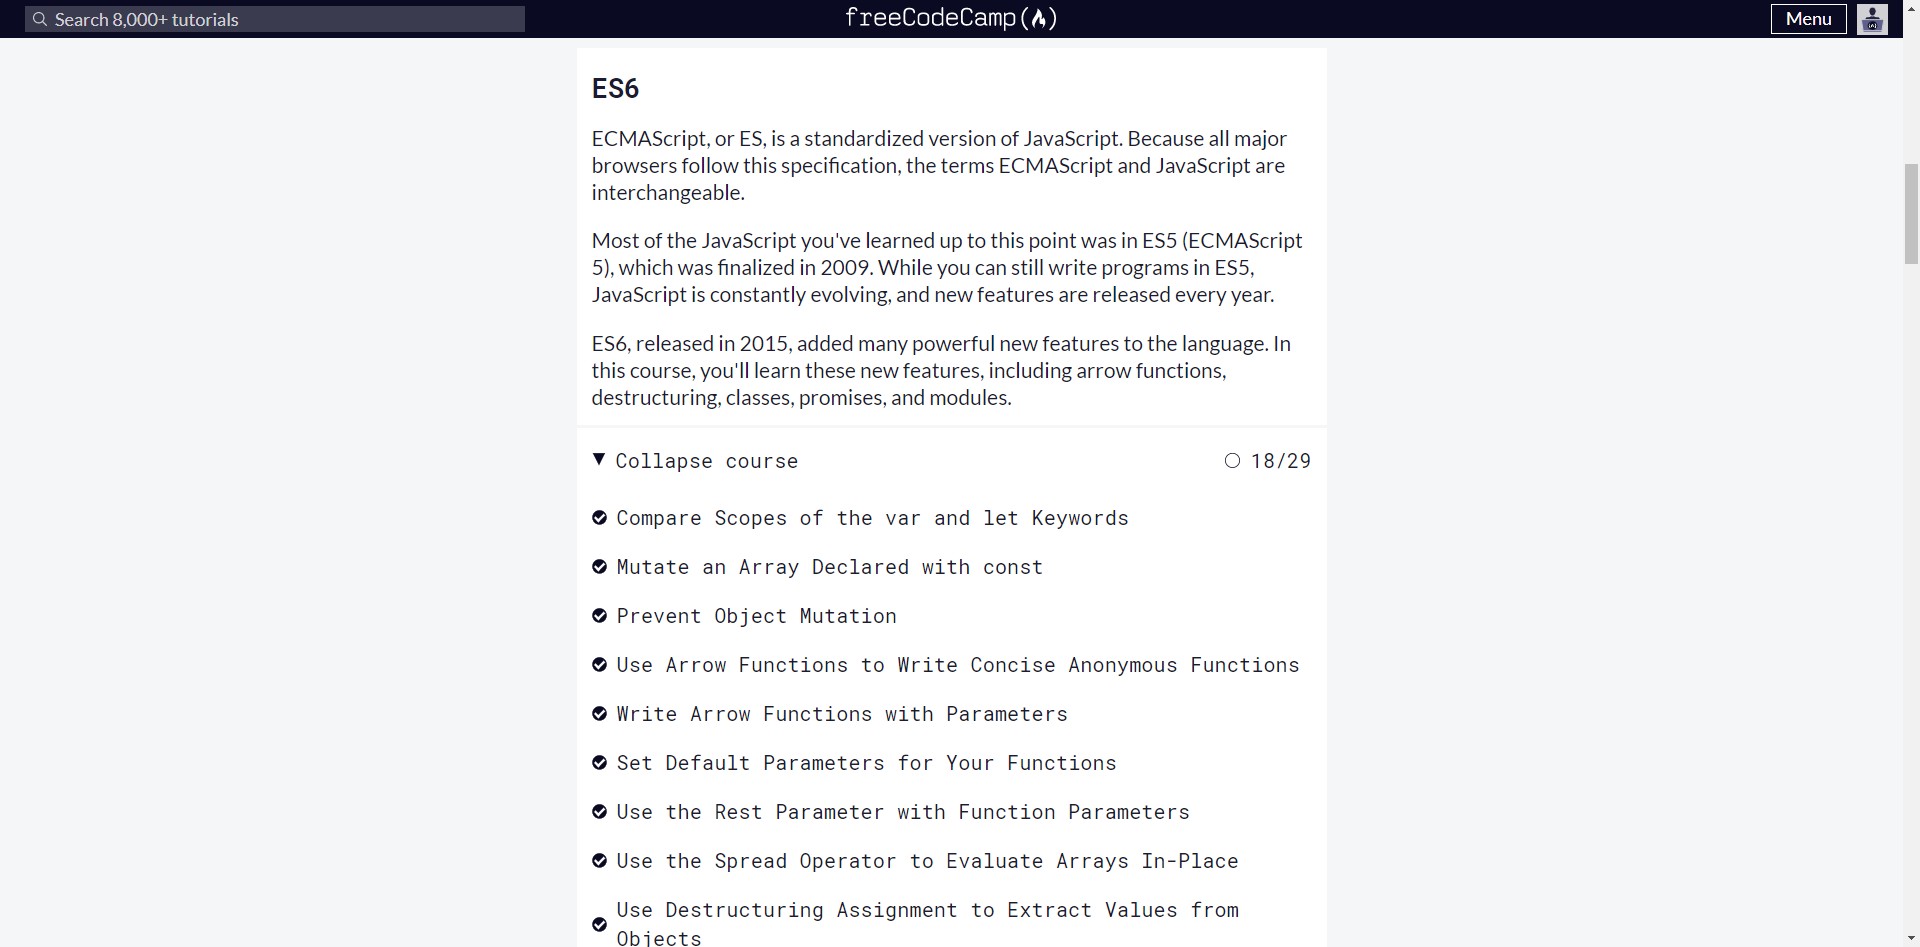 Search 8,000+ tutorials
freeCodeCamp
Menu
ES6
ECMAScript, or ES, is a standardized version of JavaScript. Because all major
browsers follow this specification, the terms ECMAScript and JavaScript are
interchangeable.
Most of the JavaScript you've learned up to this point was in ES5 (ECMAScript
5), which was finalized in 2009. While you can still write programs in ES5,
JavaScript is constantly evolving, and new features are released every year.
ES6, released in 2015, added many powerful new features to the language. In
this course, you'll learn these new features, including arrow functions,
destructuring, classes, promises, and modules.
Collapse course
18/29
Compare Scopes of the var and let Keywords
Mutate an Array Declared with const
Prevent Object Mutation
Use Arrow Functions to Write Concise Anonymous Functions
Write Arrow Functions with Parameters
Set Default Parameters for Your Functions
Use the Rest Parameter with Function Parameters
Use the Spread Operator to Evaluate Arrays In-Place
Use Destructuring Assignment to Extract Values from
Objects